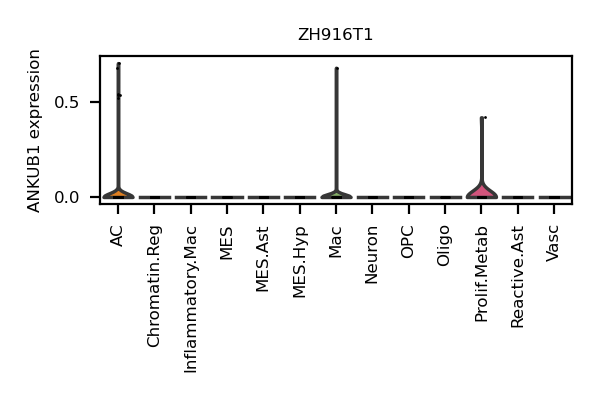 ZH916T1
ANKUB1 expression
0.5
0.0
AC
Chromatin.Reg
Inflammatory.Mac
MES
MES.Ast
MES.Hyp
Mac
Neuron
OPC
Oligo
Prolif.Metab
Reactive.Ast
Vasc